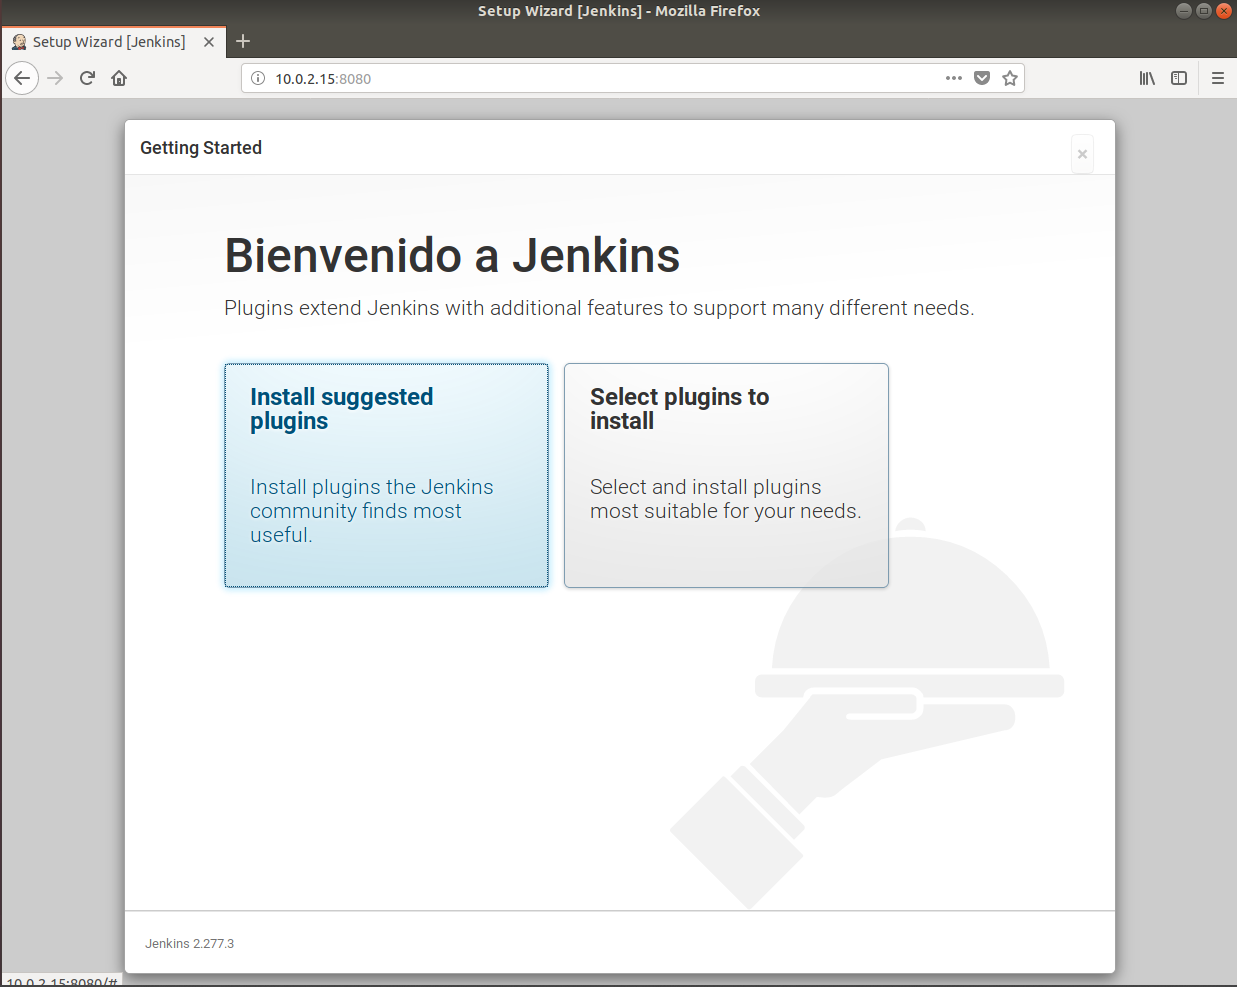 Setup Wizard [Jenkins] - Mozilla Firefox
Setup Wizard [Jenkins]
10.0.2.15:8080
Getting Started
Bienvenido a Jenkins
Plugins extend Jenkins with additional features to support many different needs.
Install suggested
plugins
Install plugins the Jenkins
community finds most
useful.
Select plugins to
install
Select and install plugins
most suitable for your needs.
Jenkins 2.277.3
10.0.2.15:8080/#